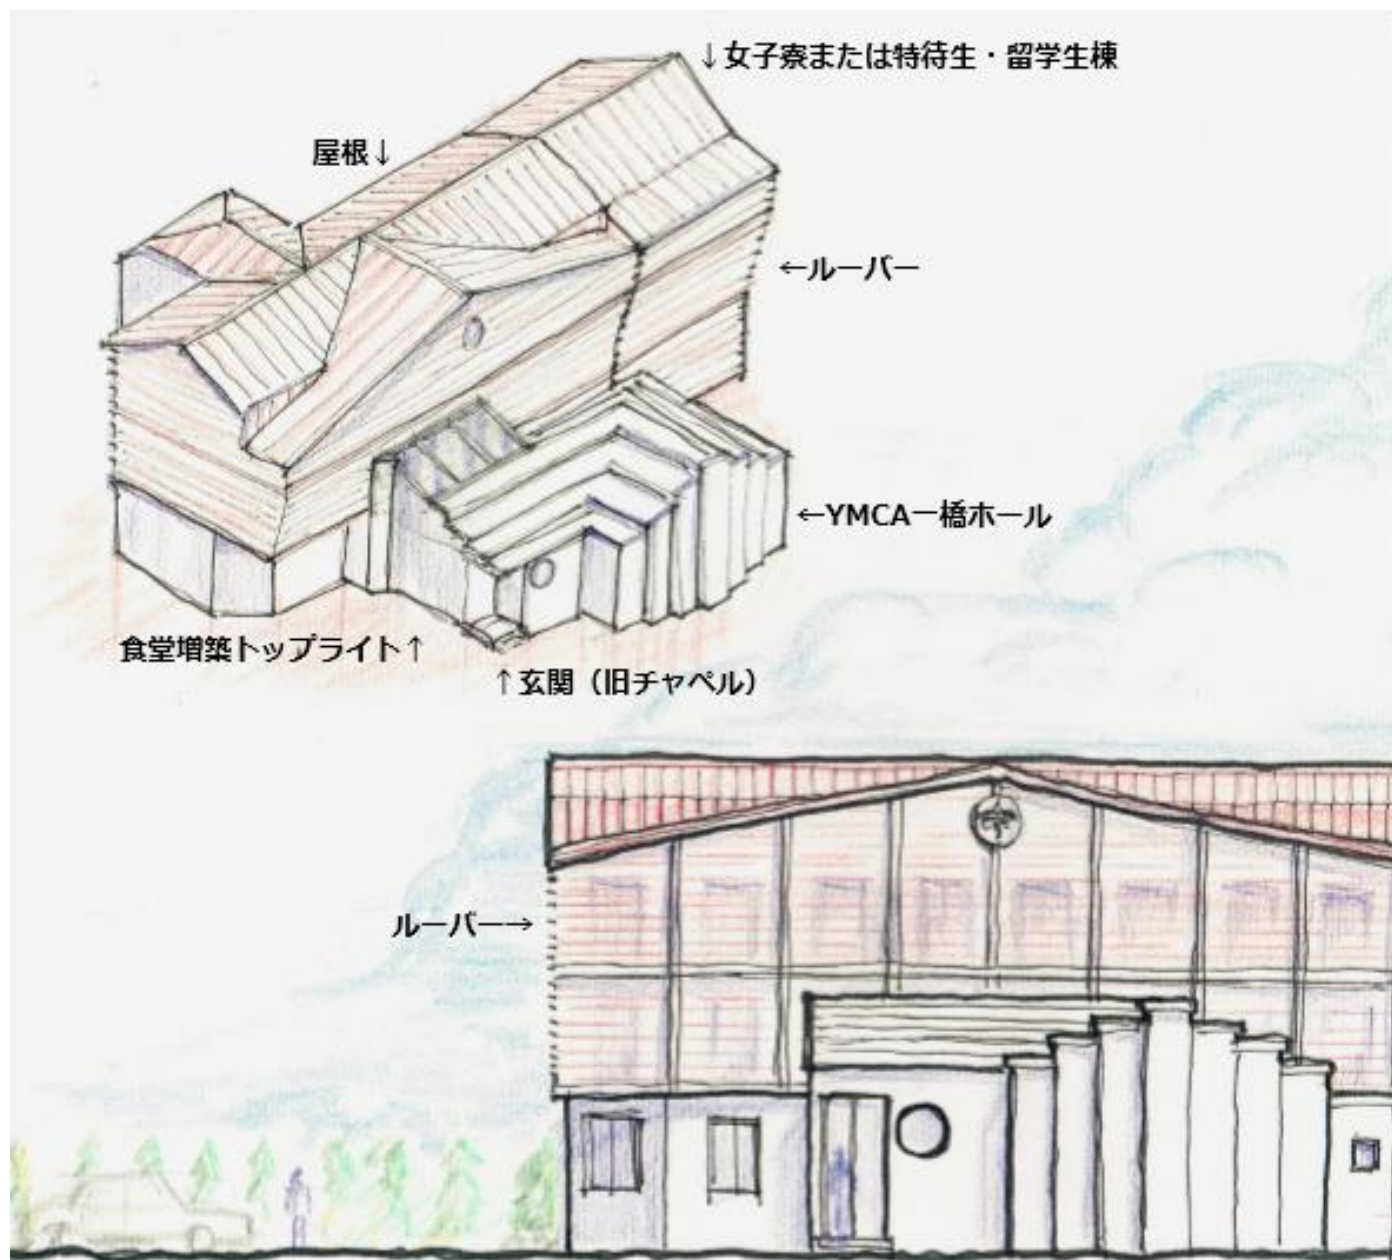 ↓女子寮または特待生・留学生棟
屋根↓
←ルーバー
←YMCA一橋ホール
食堂増築トップライト↑
↑玄関（旧チャペル）
ルーバー→